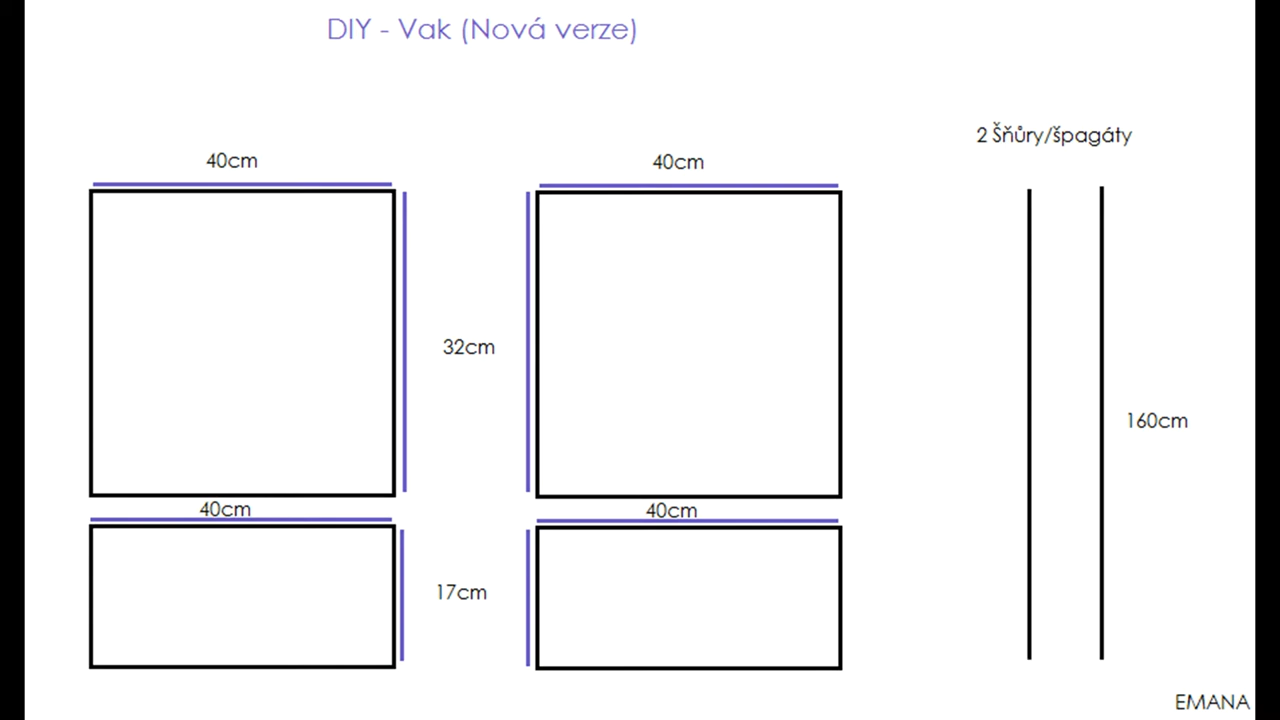 DIY - Vak (Nová verze)
2 Šňůry/špagáty
40cm
40cm
32cm
160cm
40cm
40cm
17cm
EMANA